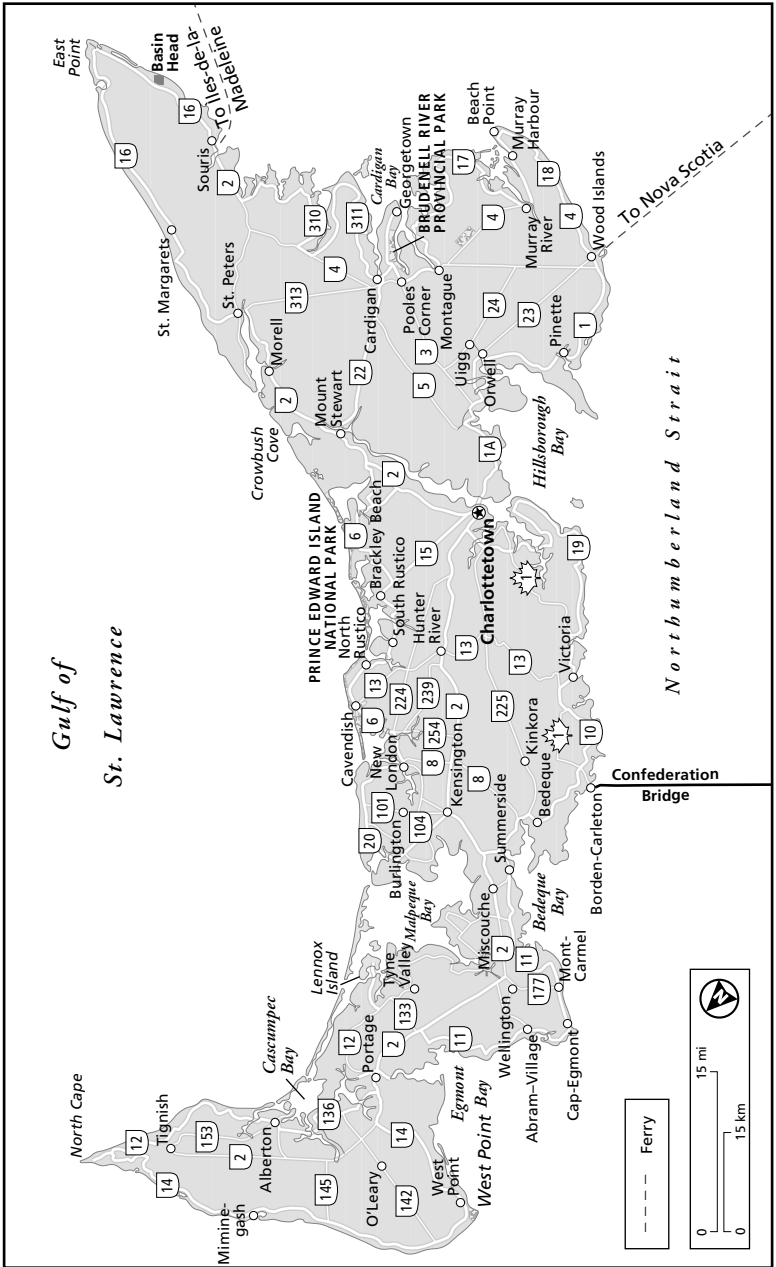 Gulf of
St. Lawrence
Northumberland Strait
North Cape
12
Tignish
14
153
2
Mimine-
gash
Alberton
Cascumpec
Bay
145
136
O'Leary
142
14
West
Point
West Point Bay
Egmont
12
Portage
2
133
Tyne
Valley
Lennox
Island
Malpeque
Bay
11
Wellington
Abram–Village
Cap-Egmont
177
Mont-
Carmel
11
2
Miscouche
Summerside
Bedeque
Bay
Bedeque
20
101
Burlington
104
Kensington
8
New
London
8
254
6
Cavendish
13
224
239
2
225
Kinkora
1
10
Borden-Carleton
Confederation
Bridge
North
Rustico
South Rustico
Hunter
River
13
13
Victoria
PRINCE EDWARD ISLAND
NATIONAL PARK
6
Brackley Beach
15
2
Charlottetown
1
19
Hillsborough
Bay
1A
Crowbush
Cove
2
Morell
Mount
Stewart
22
5
3
Uigg
Orwell
St. Peters
313
4
Cardigan
Pooles
Corner
Montague
24
23
Pinette
1
St. Margarets
16
East
Point
Basin
Head
16
To Iles-de-la-
Madeleine
Souris
2
310
311
Cardigan
Bay
Georgetown
BRUDENELL RIVER
PROVINCIAL PARK
17
4
Beach
Point
Murray
Harbour
18
Murray
River
4
Wood Islands
To Nova Scotia
Ferry
0
15 mi
0
15 km
N